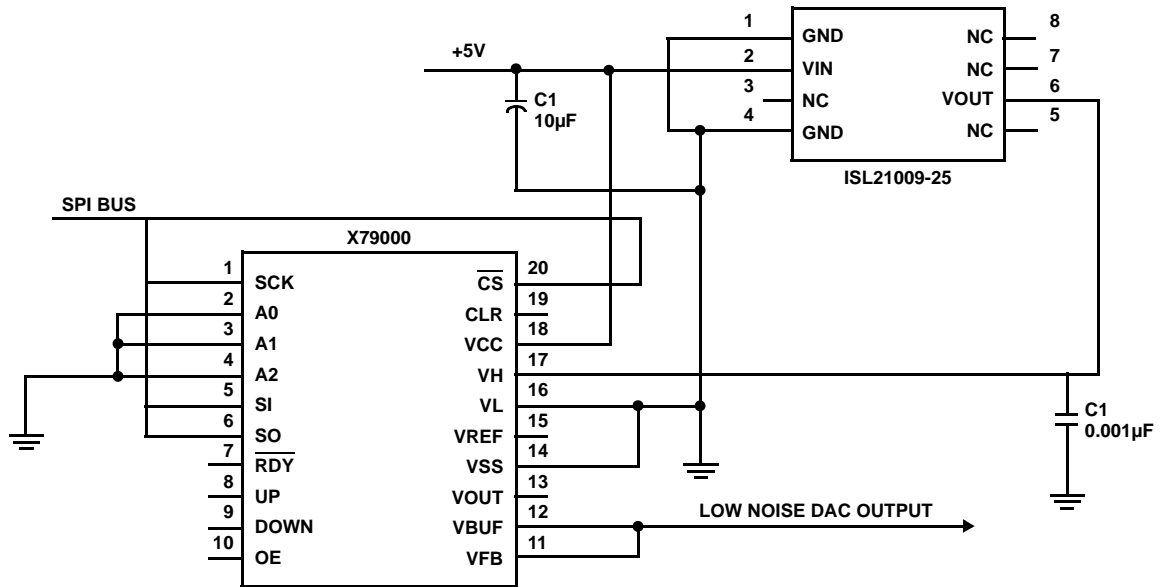 +5V
C1
10µF
1
GND
NC
8
2
VIN
NC
7
3
NC
VOUT
6
4
GND
NC
5
ISL21009-25
SPI BUS
X79000
1
SCK
CS
20
2
A0
CLR
19
3
A1
VCC
18
4
A2
VH
17
5
SI
VL
16
6
SO
VREF
15
7
RDY
VSS
14
8
UP
VOUT
13
9
DOWN
VBUF
12
10
OE
VFB
11
C1
0.001µF
LOW NOISE DAC OUTPUT